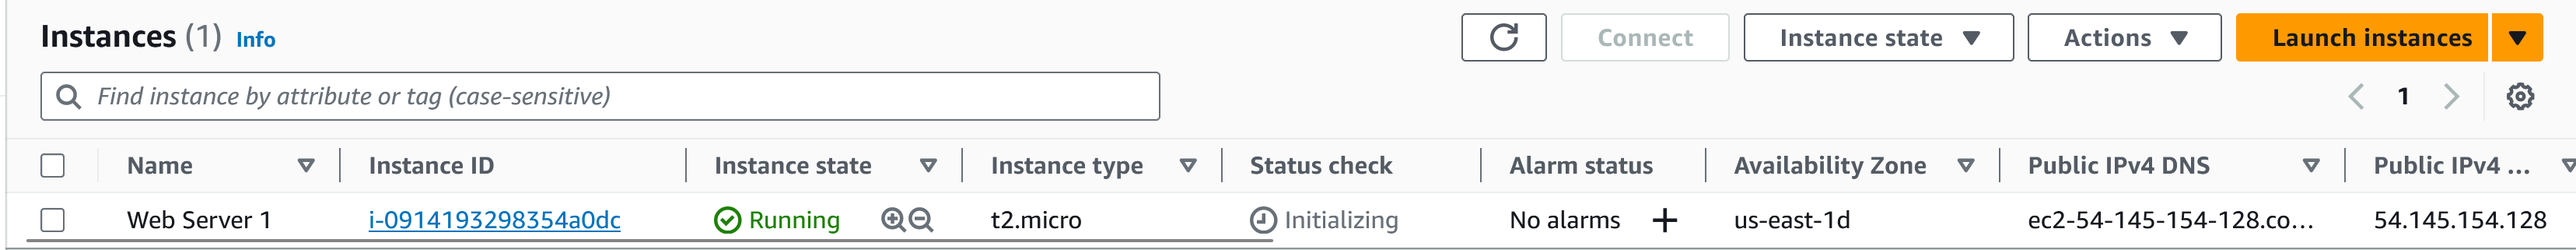 Instances (1) Info Connect Instance state Actions Launch instances
Find instance by attribute or tag (case-sensitive) 1
Name Instance ID Instance state Instance type Status check Alarm status Availability Zone Public IPv4 DNS Public IPv4 ...
Web Server 1 i-0914193298354a0dc Running t2.micro Initializing No alarms + us-east-1d ec2-54-145-154-128.co... 54.145.154.128